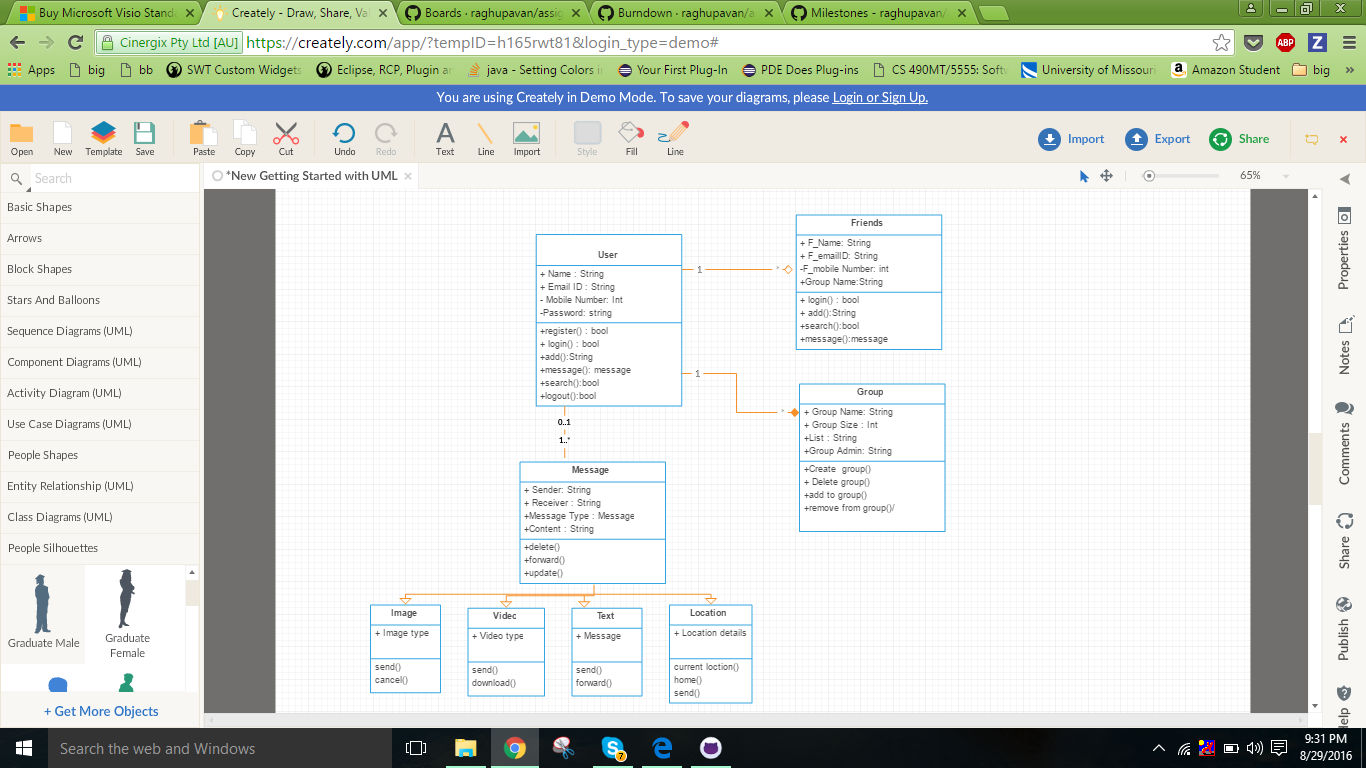 Buy Microsoft Visio Stand
Creately - Draw, Share, Val
Boards · raghupavan/assig
Burndown · raghupavan/a
Milestones - raghupavan/
Cinergix Pty Ltd [AU]
https://creately.com/app/?tempID=h165rwt81&login_type=demo#
ABP
Z
Apps
big
bb
SWT Custom Widgets
Eclipse, RCP, Plugin ar
java - Setting Colors i
Your First Plug-In
PDE Does Plug-ins
CS 490MT/5555: Soft
University of Missouri
Amazon Student
big
»
You are using Creately in Demo Mode. To save your diagrams, please Login or Sign Up.
Open
New
Template
Save
Paste
Copy
Cut
Undo
Redo
Text
Line
Import
Style
Fill
Line
Import
Export
Share
Search
*New Getting Started with UML
65%
Basic Shapes
Arrows
Block Shapes
Stars And Balloons
Sequence Diagrams (UML)
Component Diagrams (UML)
Activity Diagram (UML)
Use Case Diagrams (UML)
People Shapes
Entity Relationship (UML)
Class Diagrams (UML)
People Silhouettes
Graduate Male
Graduate
Female
+ Get More Objects
User
+ Name : String
+ Email ID : String
- Mobile Number: Int
-Password: string
+register() : bool
+ login() : bool
+add():String
+message(): message
+search():bool
+logout():bool
1
*
Friends
+ F_Name: String
+ F_emailID: String
-F_mobile Number: int
+Group Name:String
+ login() : bool
+ add():String
+search():bool
+message():message
1
*
Group
+ Group Name: String
+ Group Size : Int
+List : String
+Group Admin: String
+Create group()
+ Delete group()
+add to group()
+remove from group()/
0..1
1..*
Message
+ Sender: String
+ Receiver : String
+Message Type : Message
+Content : String
+delete()
+forward()
+update()
Image
+ Image type
send()
cancel()
Videc
+ Video type
send()
download()
Text
+ Message
send()
forward()
Location
+ Location details
current loction()
home()
send()
Properties
Notes
Comments
Share
Publish
Help
Search the web and Windows
7
9:31 PM
8/29/2016